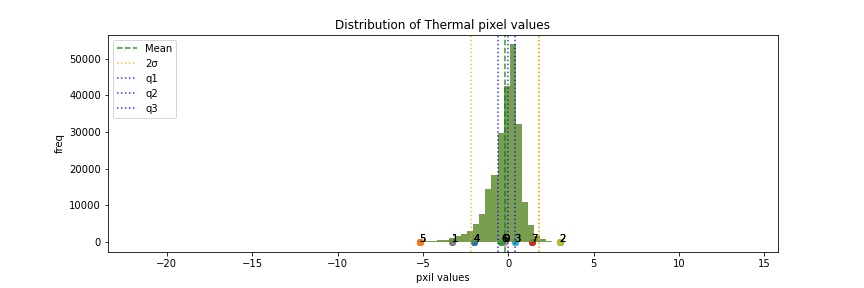 Distribution of Thermal pixel values
Mean
2σ
q1
q2
q3
freq
50000
40000
30000
20000
10000
0
5 1 4 3 7 2
−20 −15 −10 −5 0 5 10 15
pxil values